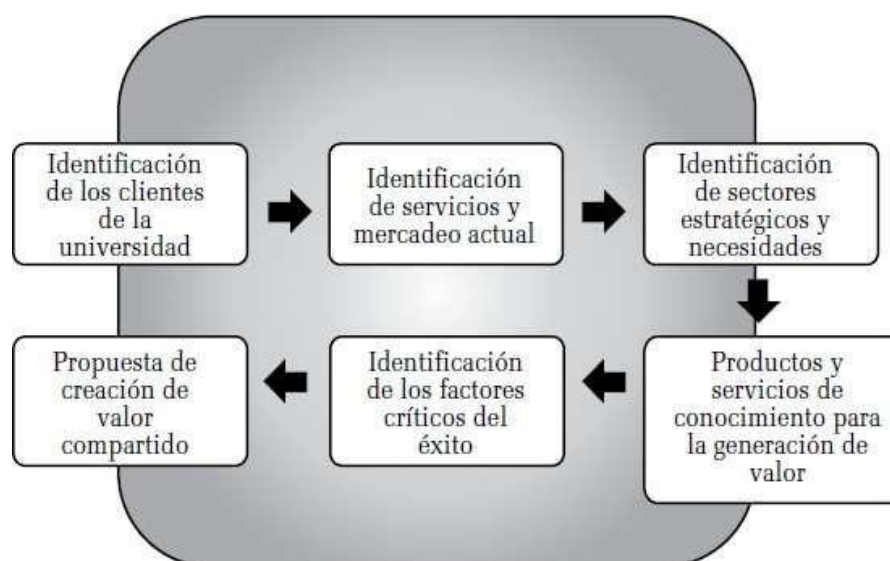 Identificación
de los clientes
de la
universidad
Identificación
de servicios y
mercadeo actual
Identificación
de sectores
estratégicos y
necesidades
Productos y
servicios de
conocimiento para
la generación de
valor
Identificación
de los factores
críticos del
éxito
Propuesta de
creación de
valor
compartido